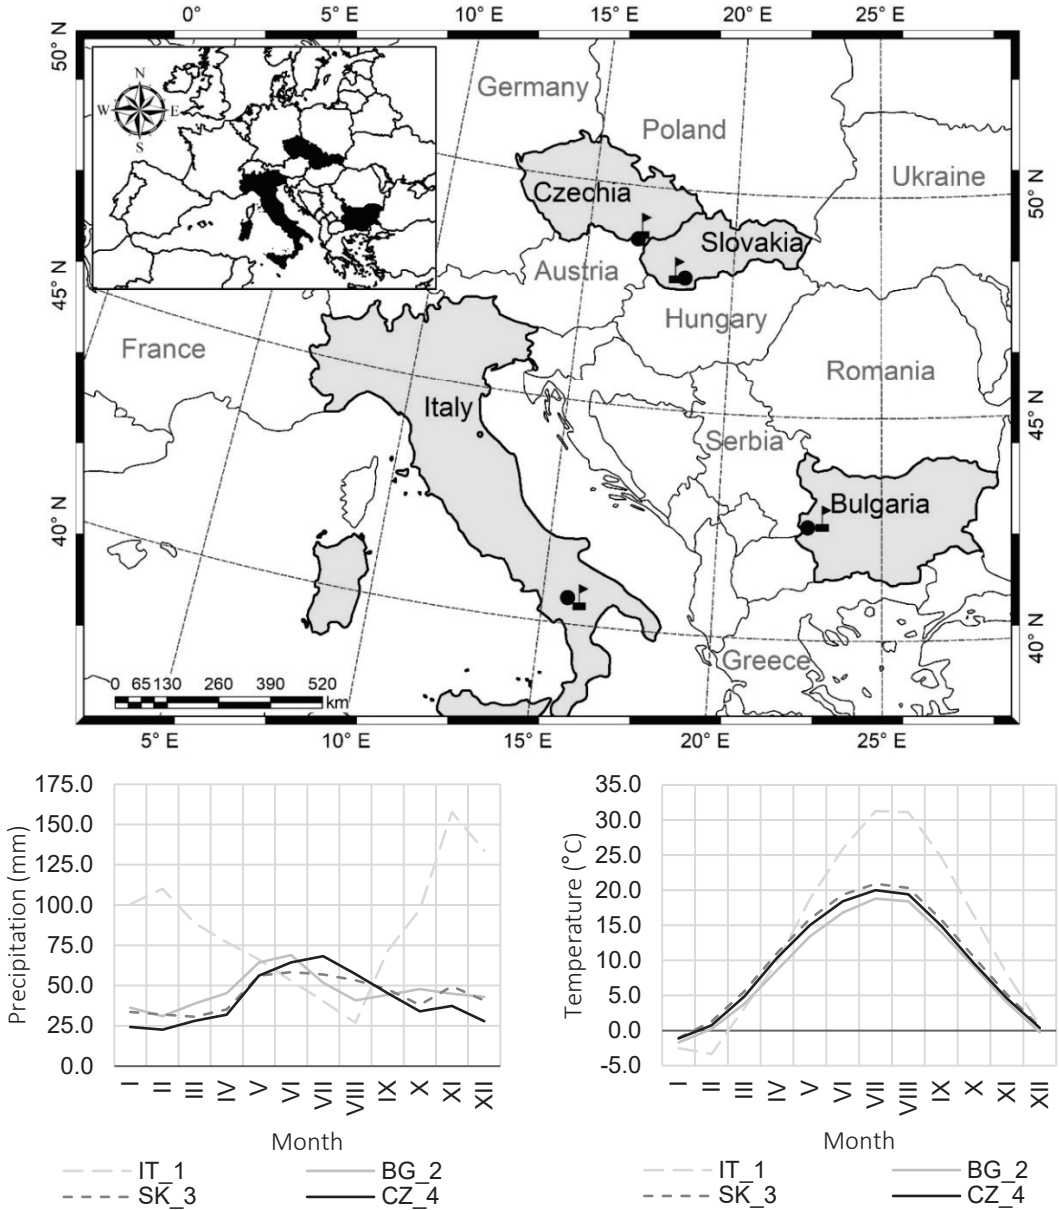 0° 5° E 10° E 15° E 20° E 25° E
50° N
45° N
40° N
N
W E
S
Germany
Poland
Ukraine
Czechia
Slovakia
Austria
Hungary
France
Romania
Italy
Serbia
Bulgaria
Greece
50° N
45° N
40° N
0 65 130 260 390 520
km
5° E 10° E 15° E 20° E 25° E
175.0
150.0
125.0
100.0
75.0
50.0
25.0
0.0
Precipitation (mm)
I II III IV V VI VII VIII IX X XI XII
Month
IT_1 BG_2
SK_3 CZ_4
35.0
30.0
25.0
20.0
15.0
10.0
5.0
0.0
-5.0
Temperature (°C)
I II III IV V VI VII VIII IX X XI XII
Month
IT_1 BG_2
SK_3 CZ_4